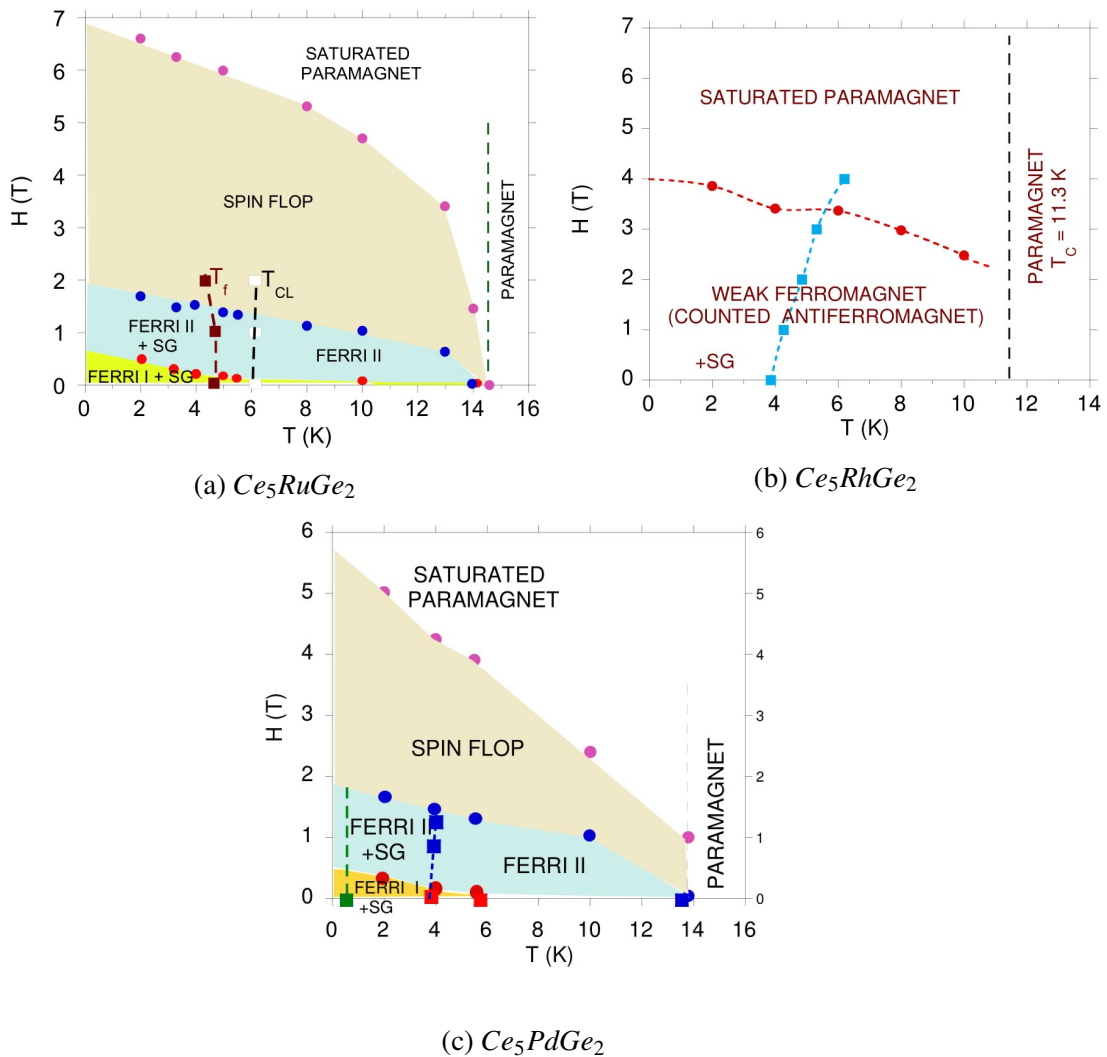 7
6
5
4
3
2
1
0
H (T)
SATURATED
PARAMAGNET
SPIN FLOP
T_f
T_CL
FERRI II
+ SG
FERRI II
FERRI I + SG
PARAMAGNET
0 2 4 6 8 10 12 14 16
T (K)
(a) Ce_5RuGe_2
7
6
5
4
3
2
1
0
H (T)
SATURATED PARAMAGNET
WEAK FERROMAGNET
(COUNTED ANTIFERROMAGNET)
+SG
PARAMAGNET
T_C = 11.3 K
0 2 4 6 8 10 12 14
T (K)
(b) Ce_5RhGe_2
6
5
4
3
2
1
0
H (T)
SATURATED
PARAMAGNET
SPIN FLOP
FERRI II
+SG
FERRI II
FERRI I
+SG
PARAMAGNET
6
5
4
3
2
1
0
0 2 4 6 8 10 12 14 16
T (K)
(c) Ce_5PdGe_2